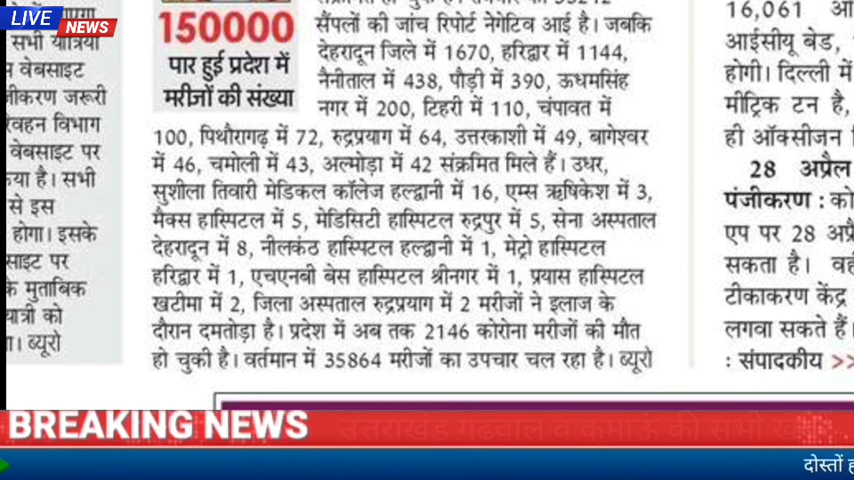 LIVE
NEWS
सभी यात्रियों
वेबसाइट
जीकरण जरूरी
वेबसाइट पर
है। सभी
से इस
होगा। इसके
साइट पर
के मुताबिक
यात्री को
ब्यूरो
150000
पार हुई प्रदेश में
मरीजों की संख्या
सैंपलों की जांच रिपोर्ट नेगेटिव आई है। जबकि
देहरादून जिले में 1670, हरिद्वार में 1144,
नैनीताल में 438, पौड़ी में 390, ऊधमसिंह
नगर में 200, टिहरी में 110, चंपावत में
100, पिथौरागढ़ में 72, रुद्रप्रयाग में 64, उत्तरकाशी में 49, बागेश्वर
में 46, चमोली में 43, अल्मोड़ा में 42 संक्रमित मिले हैं। उधर,
सुशीला तिवारी मेडिकल कॉलेज हल्द्वानी में 16, एम्स ऋषिकेश में 3,
मैक्स हास्पिटल में 5, मेडिसिटी हास्पिटल रुद्रपुर में 5, सेना अस्पताल
देहरादून में 8, नीलकंठ हास्पिटल हल्द्वानी में 1, मेट्रो हास्पिटल
हरिद्वार में 1, एचएनबी बेस हास्पिटल श्रीनगर में 1, प्रयास हास्पिटल
खटीमा में 2, जिला अस्पताल रुद्रप्रयाग में 2 मरीजों ने इलाज के
दौरान दमतोड़ा है। प्रदेश में अब तक 2146 कोरोना मरीजों की मौत
हो चुकी है। वर्तमान में 35864 मरीजों का उपचार चल रहा है। ब्यूरो
16,061
आईसीयू बेड,
होगी। दिल्ली में
मीट्रिक टन है,
ही ऑक्सीजन
28 अप्रैल
पंजीकरण : को
एप पर 28 अप्रै
सकता है।
टीकाकरण केंद्र
लगवा सकते हैं।
: संपादकीय >>
BREAKING NEWS
उत्तराखंड गढवाल व कुमाऊं की सभी
दोस्तों